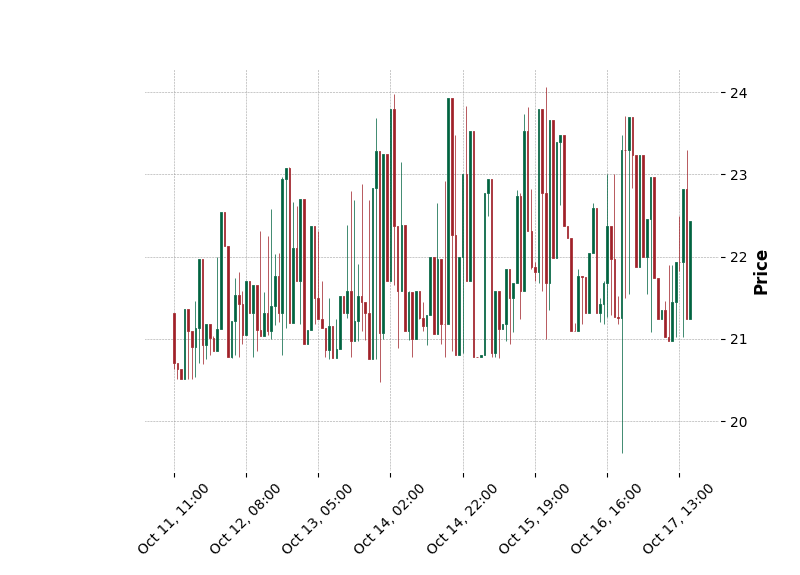 24
23
22
21
20
Price
Oct 11, 11:00
Oct 12, 08:00
Oct 13, 05:00
Oct 14, 02:00
Oct 14, 22:00
Oct 15, 19:00
Oct 16, 16:00
Oct 17, 13:00